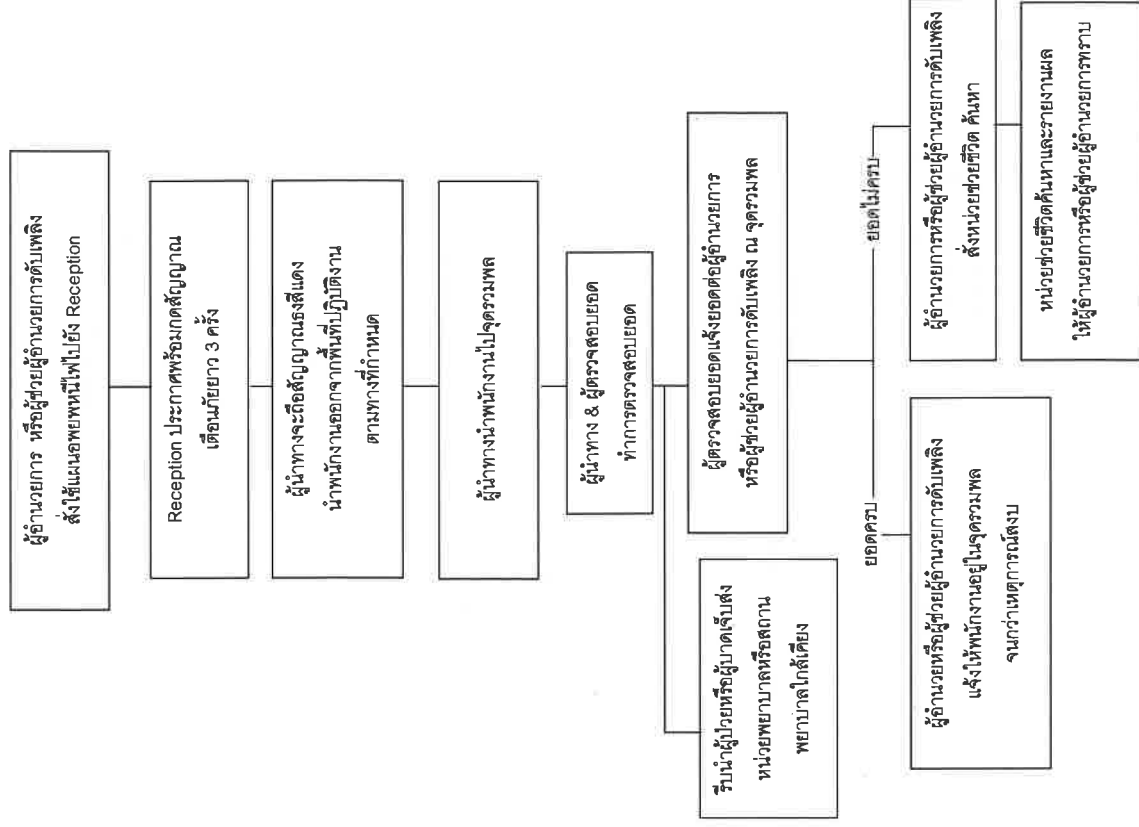 ผู้อำนวยการ หรือผู้ช่วยผู้อำนวยการดับเพลิง
สั่งใช้แผนอพยพหนีไฟไปยัง Reception
Reception ประกาศพร้อมกดสัญญาณ
เตือนภัยยาว 3 ครั้ง
ผู้นำทางจะถือสัญญาณธงสีแดง
นำพนักงานออกจากพื้นที่ปฏิบัติงาน
ตามทางที่กำหนด
ผู้นำทางนำพนักงานไปจุดรวมพล
ผู้นำทาง & ผู้ตรวจสอบยอด
ทำการตรวจสอบยอด
รีบนำผู้ป่วยหรือผู้บาดเจ็บส่ง
หน่วยพยาบาลหรือสถาน
พยาบาลใกล้เคียง
ผู้ตรวจสอบยอดแจ้งยอดต่อผู้อำนวยการ
หรือผู้ช่วยผู้อำนวยการดับเพลิง ณ จุดรวมพล
ยอดครบ
ยอดไม่ครบ
ผู้อำนวยหรือผู้ช่วยผู้อำนวยการดับเพลิง
แจ้งให้พนักงานอยู่ในจุดรวมพล
จนกว่าเหตุการณ์สงบ
ผู้อำนวยการหรือผู้ช่วยผู้อำนวยการดับเพลิง
สั่งหน่วยช่วยชีวิต ค้นหา
หน่วยช่วยชีวิตค้นหาและรายงานผล
ให้ผู้อำนวยการหรือผู้ช่วยผู้อำนวยการทราบ